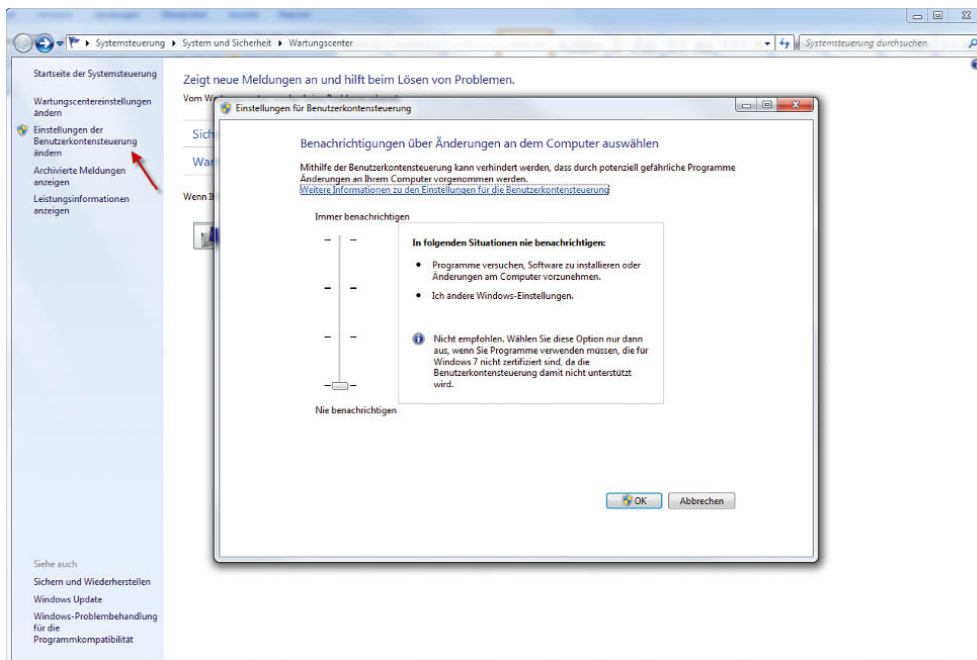 Systemsteuerung
System und Sicherheit
Wartungscenter
Systemsteuerung durchsuchen
Startseite der Systemsteuerung
Wartungscentereinstellungen
ändern
Einstellungen der
Benutzerkontensteuerung
ändern
Archivierte Meldungen
anzeigen
Leistungsinformationen
anzeigen
Zeigt neue Meldungen an und hilft beim Lösen von Problemen.
Einstellungen für Benutzerkontensteuerung
Benachrichtigungen über Änderungen an dem Computer auswählen
Mithilfe der Benutzerkontensteuerung kann verhindert werden, dass durch potenziell gefährliche Programme
Änderungen an Ihrem Computer vorgenommen werden.
Weitere Informationen zu den Einstellungen für die Benutzerkontensteuerung
Immer benachrichtigen
In folgenden Situationen nie benachrichtigen:
Programme versuchen, Software zu installieren oder
Änderungen am Computer vorzunehmen.
Ich ändere Windows-Einstellungen.
Nicht empfohlen. Wählen Sie diese Option nur dann
aus, wenn Sie Programme verwenden müssen, die für
Windows 7 nicht zertifiziert sind, da die
Benutzerkontensteuerung damit nicht unterstützt
wird.
Nie benachrichtigen
OK
Abbrechen
Vom
Wenn
Siehe auch
Sichern und Wiederherstellen
Windows Update
Windows-Problembehandlung
für die
Programmkompatibilität